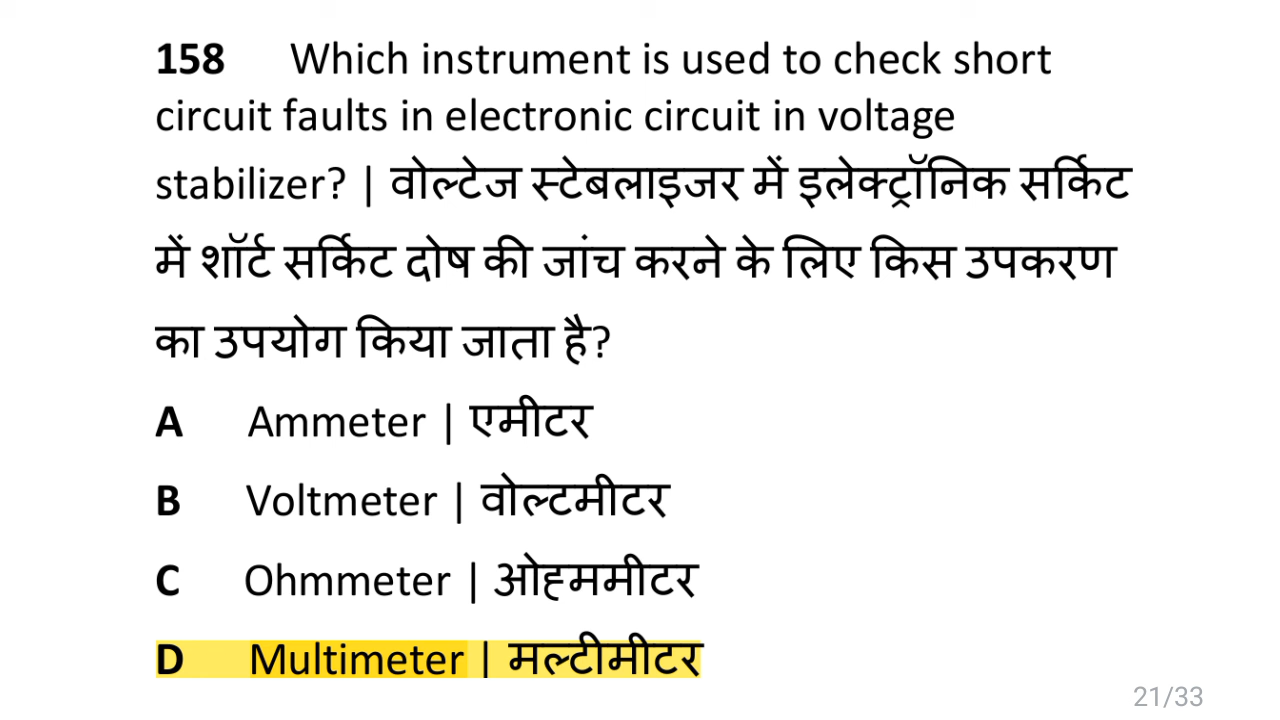 158 Which instrument is used to check short
circuit faults in electronic circuit in voltage
stabilizer? | वोल्टेज स्टेबलाइजर में इलेक्ट्रॉनिक सर्किट
में शॉर्ट सर्किट दोष की जांच करने के लिए किस उपकरण
का उपयोग किया जाता है?
A Ammeter | एमीटर
B Voltmeter | वोल्टमीटर
C Ohmmeter | ओह्ममीटर
D Multimeter | मल्टीमीटर
21/33